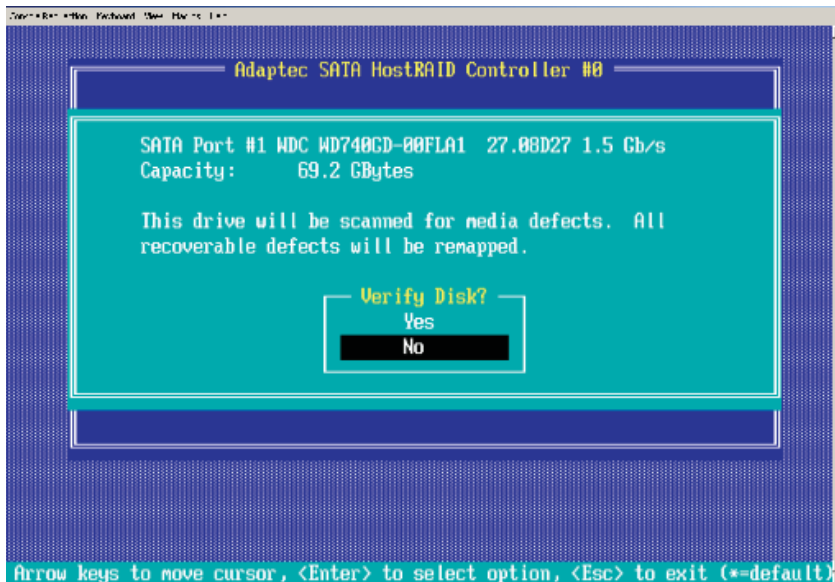 Keyboard View
Adaptec SATA HostRAID Controller #0
SATA Port #1 WDC WD740GD-00FLA1 27.08D27 1.5 Gb/s
Capacity: 69.2 GBytes
This drive will be scanned for media defects. All
recoverable defects will be remapped.
Verify Disk?
Yes
No
Arrow keys to move cursor, <Enter> to select option, <Esc> to exit (*=default)